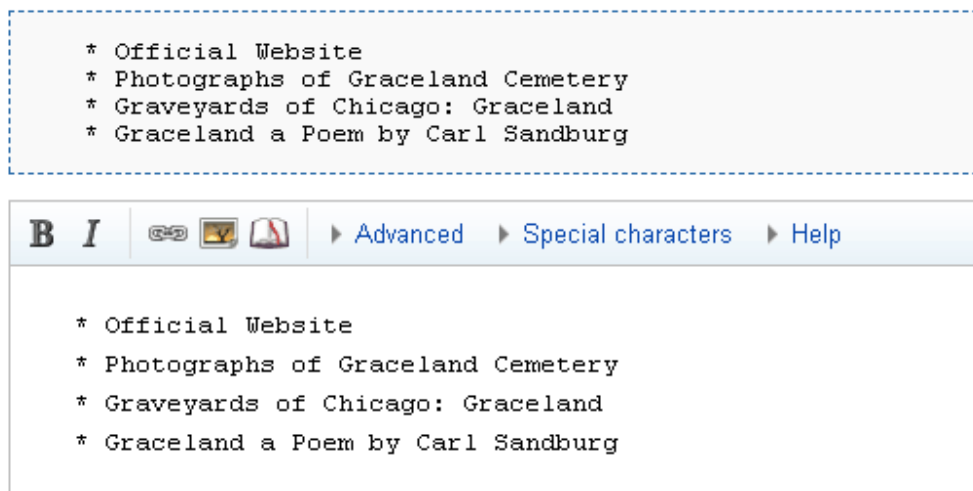 * Official Website
* Photographs of Graceland Cemetery
* Graveyards of Chicago: Graceland
* Graceland a Poem by Carl Sandburg
B I Advanced Special characters Help
* Official Website
* Photographs of Graceland Cemetery
* Graveyards of Chicago: Graceland
* Graceland a Poem by Carl Sandburg